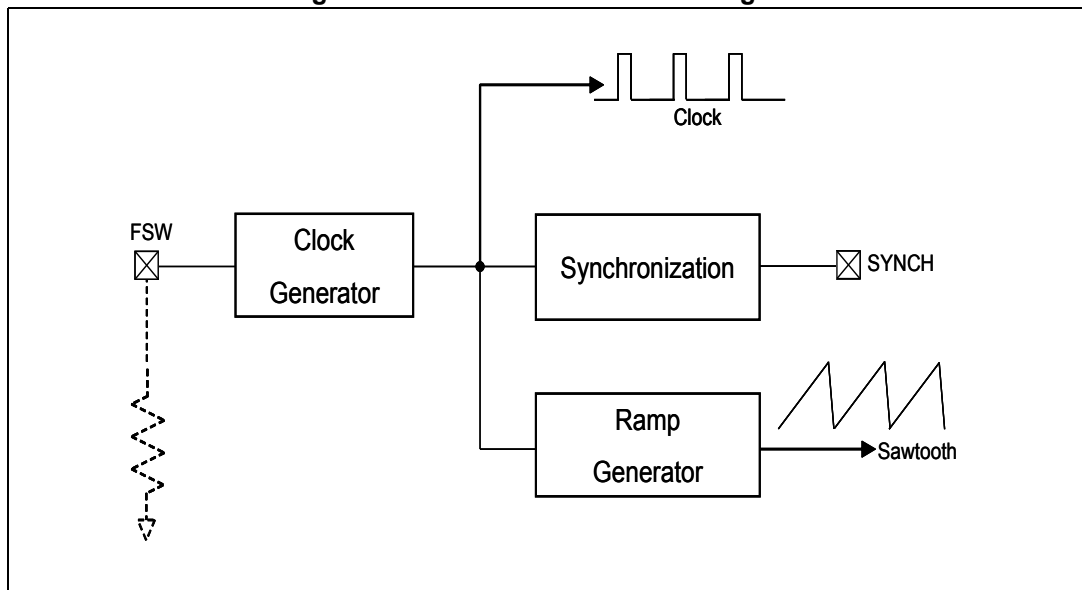 Clock
FSW
Clock
Generator
Synchronization
SYNCH
Ramp
Generator
Sawtooth